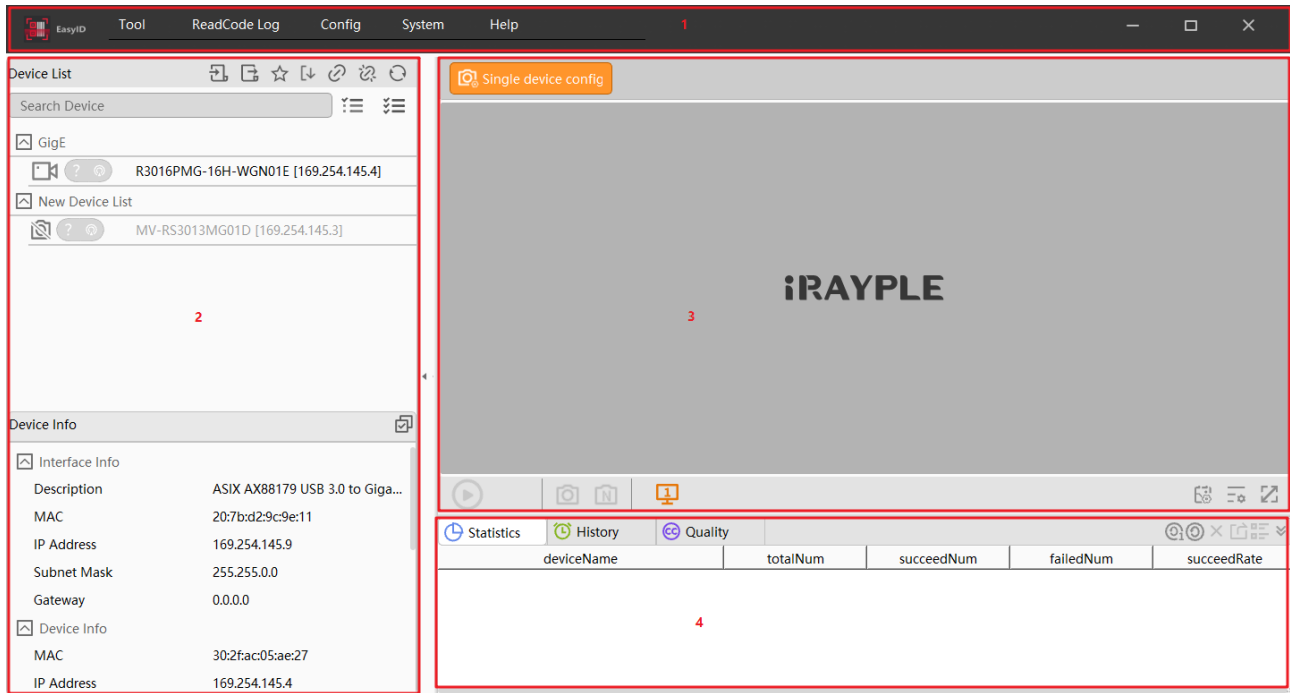 EasyID Tool ReadCode Log Config System Help 1
Device List
Search Device
GigE
R3016PMG-16H-WGN01E [169.254.145.4]
New Device List
MV-RS3013MG01D [169.254.145.3]
2
Device Info
Interface Info
Description ASIX AX88179 USB 3.0 to Giga...
MAC 20:7b:d2:9c:9e:11
IP Address 169.254.145.9
Subnet Mask 255.255.0.0
Gateway 0.0.0.0
Device Info
MAC 30:2f:ac:05:ae:27
IP Address 169.254.145.4
Single device config
iRAYPLE
3
N 1
Statistics History CC Quality
deviceName totalNum succeedNum failedNum succeedRate
4